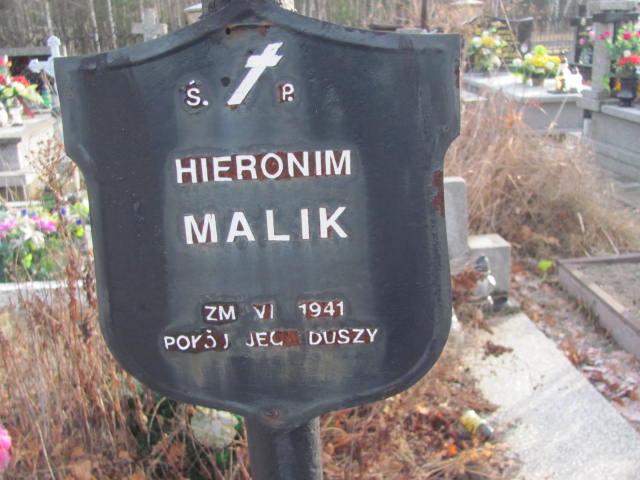 Ś. P.
HIERONIM
MALIK
ZM VI 1941
POKÓJ JEGO DUSZY